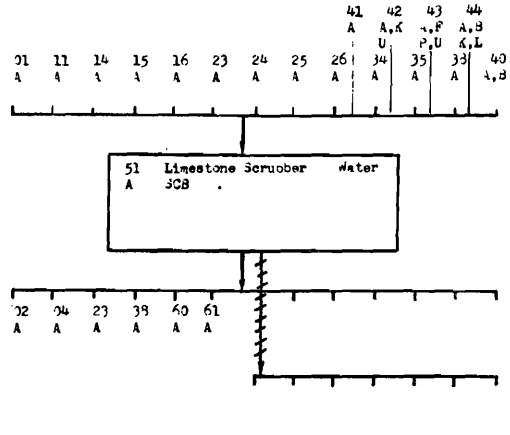 41 42 43 44
A A,K A,F A,B
U P,U K,L
01 11 14 15 16 23 24 25 26 34 35 38 40
A A A A A A A A A A A A A,B
51 Limestone Scrubber Water
A SCB .
02 04 23 38 60 61
A A A A A A